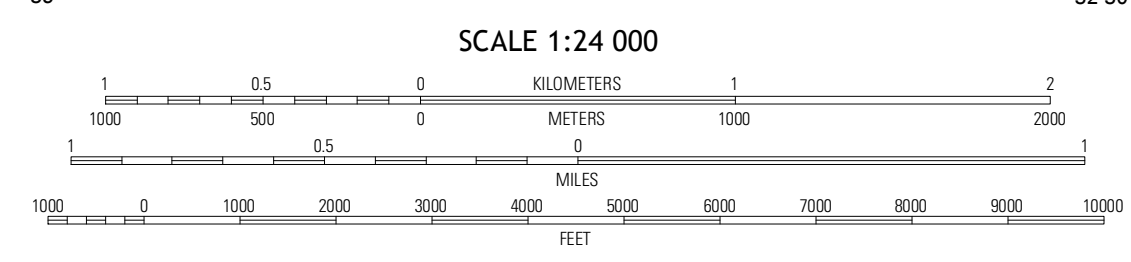 SCALE 1:24 000
1 0.5 0 KILOMETERS 1 2
1000 500 0 METERS 1000 2000
1 0.5 0 1
MILES
1000 0 1000 2000 3000 4000 5000 6000 7000 8000 9000 10000
FEET